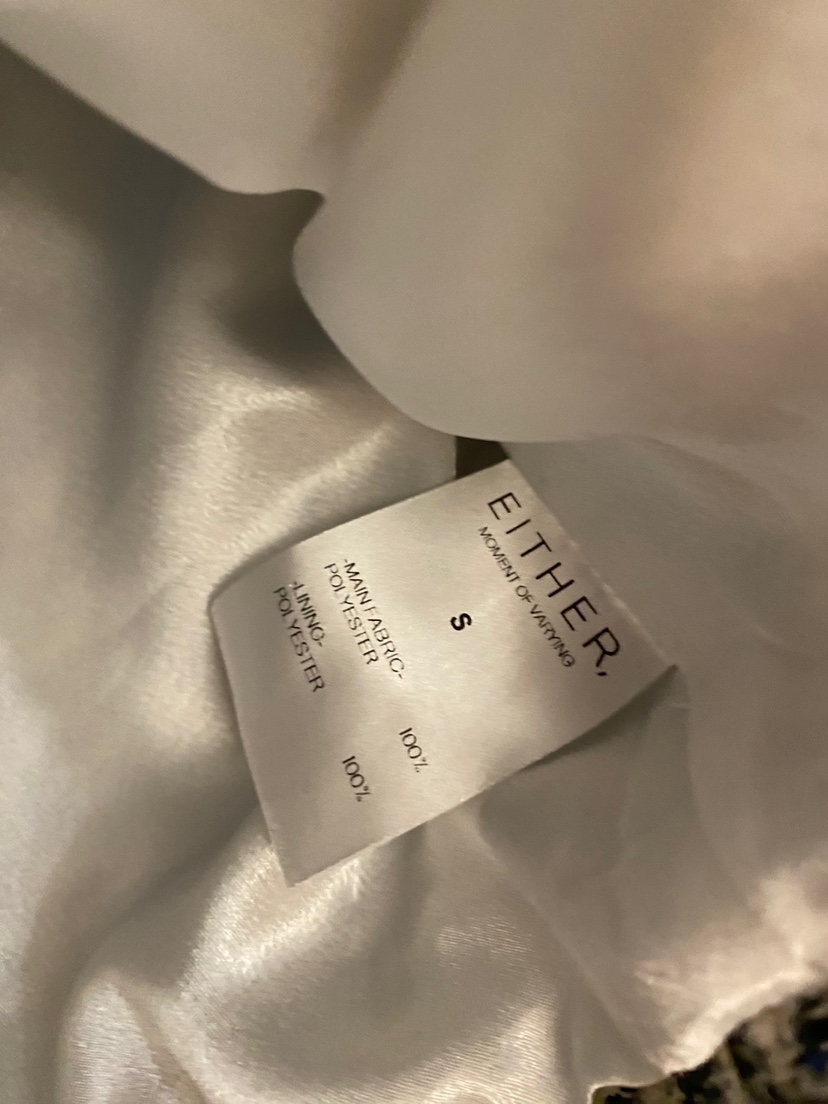 EITHER,
MOMENT OF VARYING
S
-MAIN FABRIC-
POLYESTER 100%
-LINING-
POLYESTER 100%